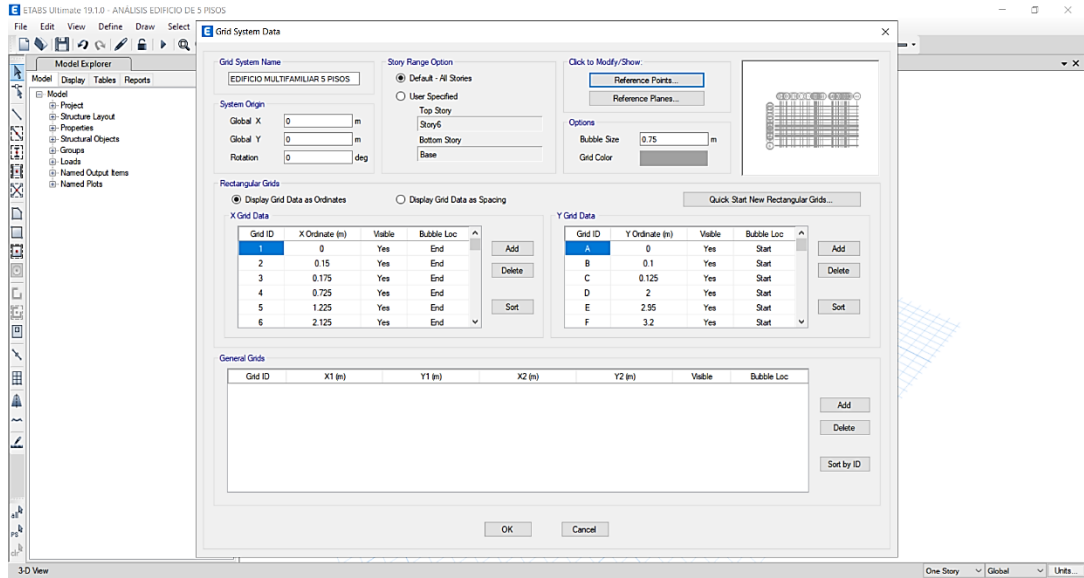 ETABS Ultimate 19.1.0 - ANÁLISIS EDIFICIO DE 5 PISOS
File Edit View Define Draw Select
Model Explorer
Model Display Tables Reports
Model
Project
Structure Layout
Properties
Structural Objects
Groups
Loads
Named Output Items
Named Plots
Grid System Data
Grid System Name
EDIFICIO MULTIFAMILIAR 5 PISOS
System Origin
Global X 0 m
Global Y 0 m
Rotation 0 deg
Story Range Option
Default - All Stories
User Specified
Top Story
Story6
Bottom Story
Base
Click to Modify/Show:
Reference Points...
Reference Planes...
Options
Bubble Size 0.75 m
Grid Color
Rectangular Grids
Display Grid Data as Ordinates Display Grid Data as Spacing Quick Start New Rectangular Grids...
X Grid Data
Grid ID X Ordinate (m) Visible Bubble Loc
1 0 Yes End
2 0.15 Yes End
3 0.175 Yes End
4 0.725 Yes End
5 1.225 Yes End
6 2.125 Yes End
Add
Delete
Sort
Y Grid Data
Grid ID Y Ordinate (m) Visible Bubble Loc
A 0 Yes Start
B 0.1 Yes Start
C 0.125 Yes Start
D 2 Yes Start
E 2.95 Yes Start
F 3.2 Yes Start
Add
Delete
Sort
General Grids
Grid ID X1 (m) Y1 (m) X2 (m) Y2 (m) Visible Bubble Loc
Add
Delete
Sort by ID
OK Cancel
3-D View One Story Global Units...